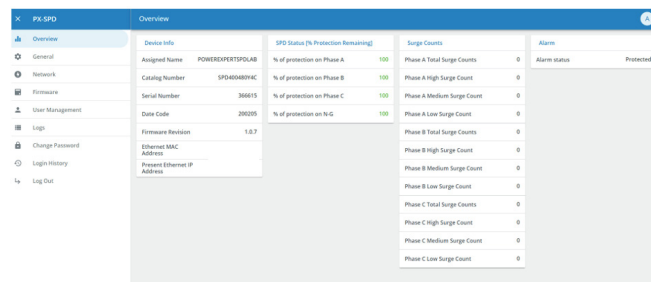 × PX-SPD
Overview
A
Overview
General
Network
Firmware
User Management
Logs
Change Password
Login History
Log Out
Device Info
Assigned Name POWEREXPERTSPDLAB
Catalog Number SPD400480Y4C
Serial Number 366615
Date Code 200205
Firmware Revision 1.0.7
Ethernet MAC
Address
Present Ethernet IP
Address
SPD Status [% Protection Remaining]
% of protection on Phase A 100
% of protection on Phase B 100
% of protection on Phase C 100
% of protection on N-G 100
Surge Counts
Phase A Total Surge Counts 0
Phase A High Surge Count 0
Phase A Medium Surge Count 0
Phase A Low Surge Count 0
Phase B Total Surge Counts 0
Phase B High Surge Count 0
Phase B Medium Surge Count 0
Phase B Low Surge Count 0
Phase C Total Surge Counts 0
Phase C High Surge Count 0
Phase C Medium Surge Count 0
Phase C Low Surge Count 0
Alarm
Alarm status Protected